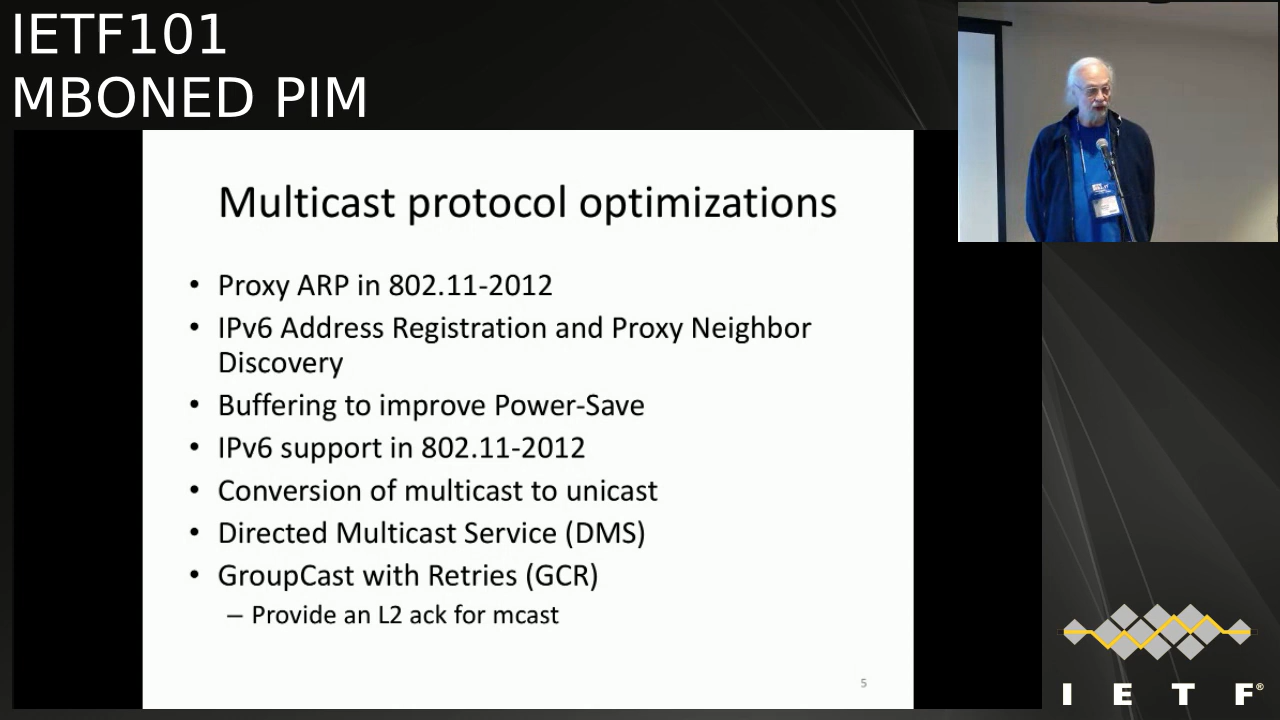 IETF101
MBONED PIM
Multicast protocol optimizations
• Proxy ARP in 802.11-2012
• IPv6 Address Registration and Proxy Neighbor
Discovery
• Buffering to improve Power-Save
• IPv6 support in 802.11-2012
• Conversion of multicast to unicast
• Directed Multicast Service (DMS)
• GroupCast with Retries (GCR)
– Provide an L2 ack for mcast
5
I E T F®